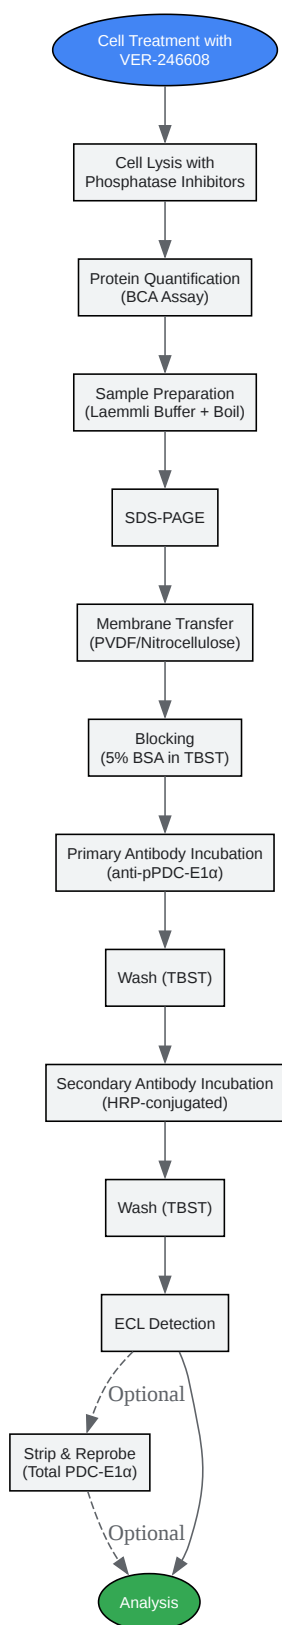 Cell Treatment with
VER-246608
Cell Lysis with
Phosphatase Inhibitors
Protein Quantification
(BCA Assay)
Sample Preparation
(Laemmli Buffer + Boil)
SDS-PAGE
Membrane Transfer
(PVDF/Nitrocellulose)
Blocking
(5% BSA in TBST)
Primary Antibody Incubation
(anti-pPDC-E1α)
Wash (TBST)
Secondary Antibody Incubation
(HRP-conjugated)
Wash (TBST)
ECL Detection
Optional
Strip & Reprobe
(Total PDC-E1α)
Optional
Analysis